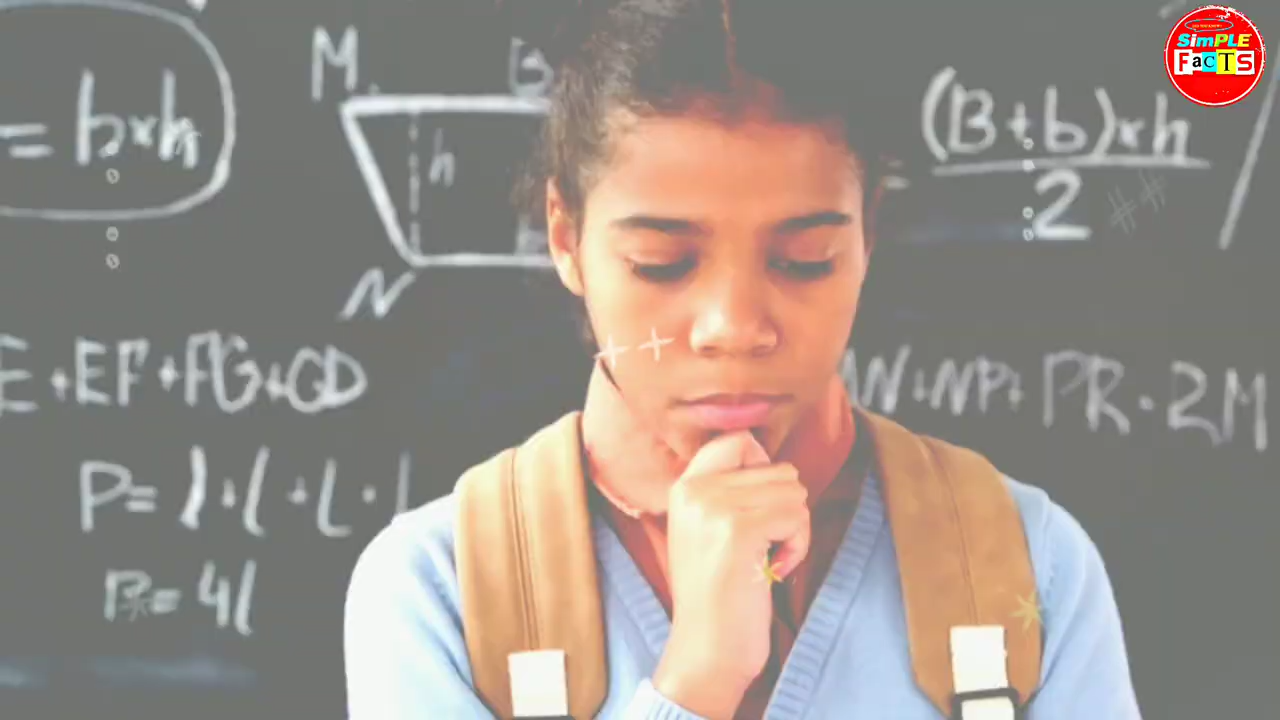 SimPLE
FacTS
= b×h
M
B
h
N
= (B+b)×h
2
E+EF+FG+GD
AN+NP+PR·2M
P= l·l+l·l
P= 4l